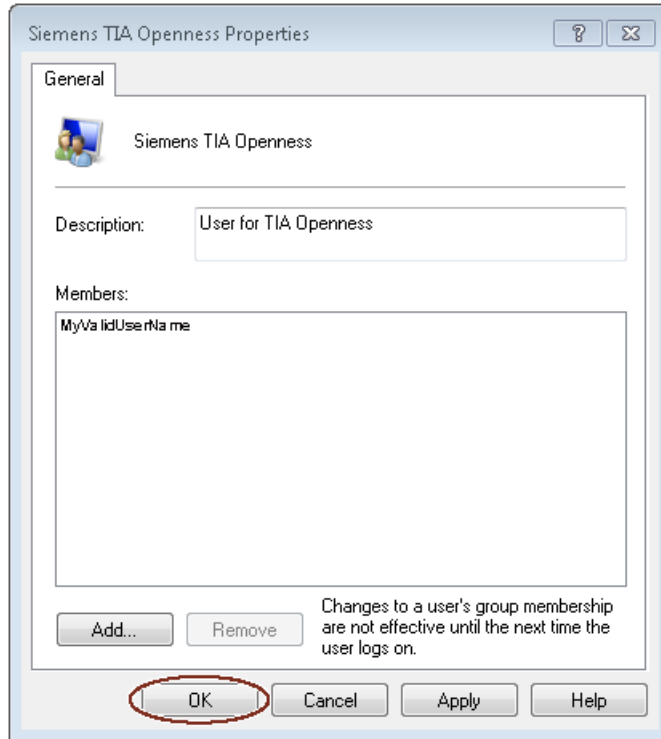 Siemens TIA Openness Properties
General
Siemens TIA Openness
Description:
User for TIA Openness
Members:
MyValidUserName
Add...
Remove
Changes to a user's group membership
are not effective until the next time the
user logs on.
OK
Cancel
Apply
Help